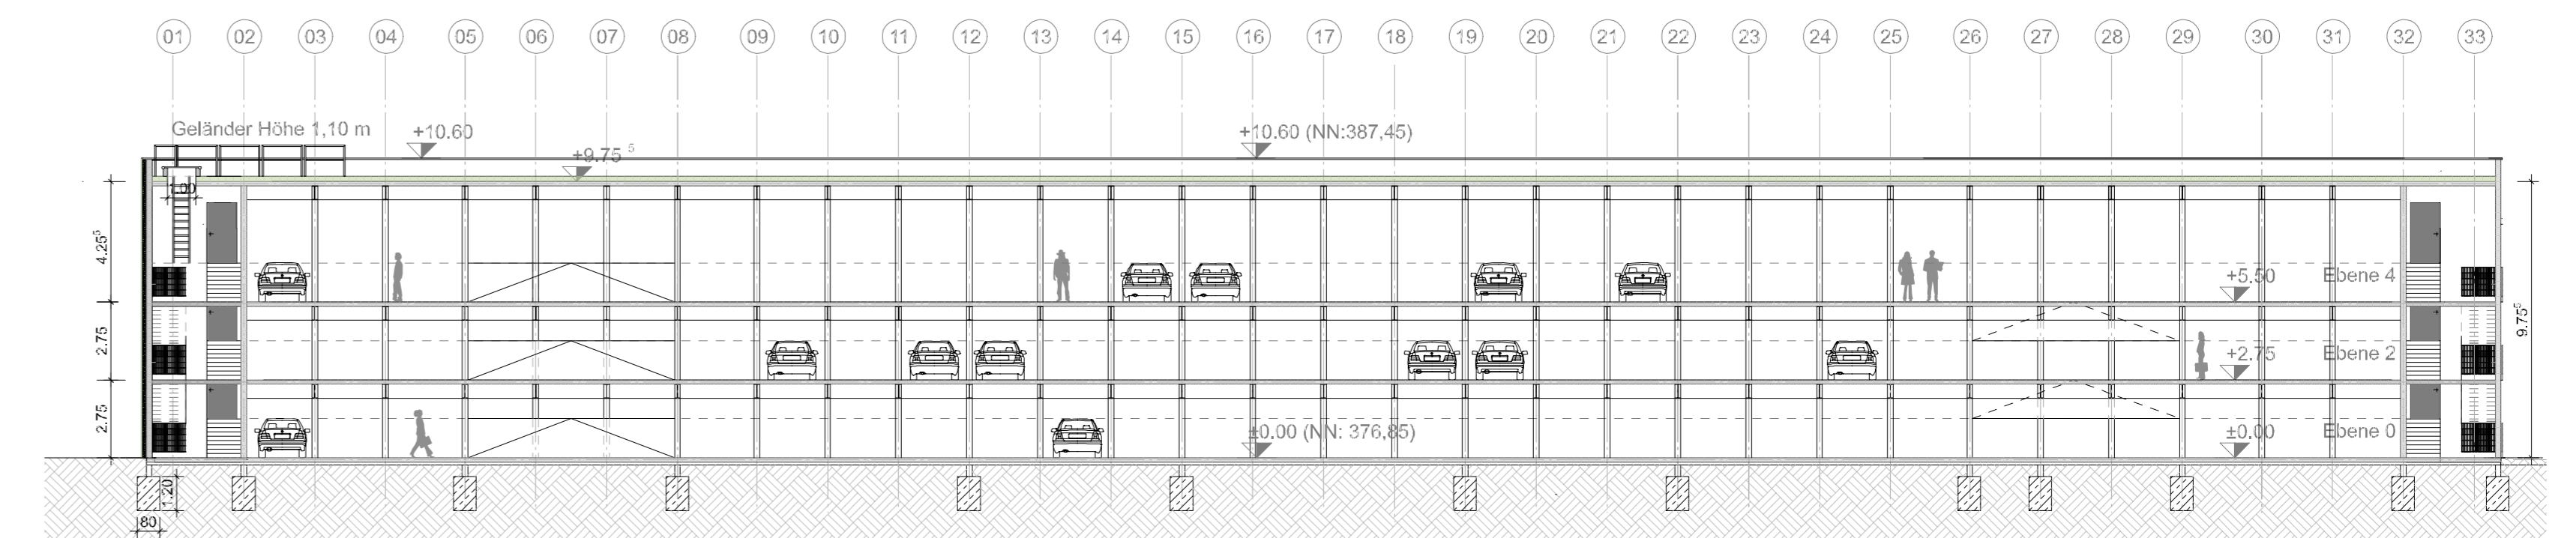 01 02 03 04 05 06 07 08 09 10 11 12 13 14 15 16 17 18 19 20 21 22 23 24 25 26 27 28 29 30 31 32 33
Geländer Höhe 1,10 m
+10.60
+10.60 (NN:387,45)
+9.75 5
1.00
4.25⁵
+5.50 Ebene 4
9.75⁵
2.75
+2.75 Ebene 2
2.75
±0.00 (NN: 376,85)
±0.00 Ebene 0
1.20
80